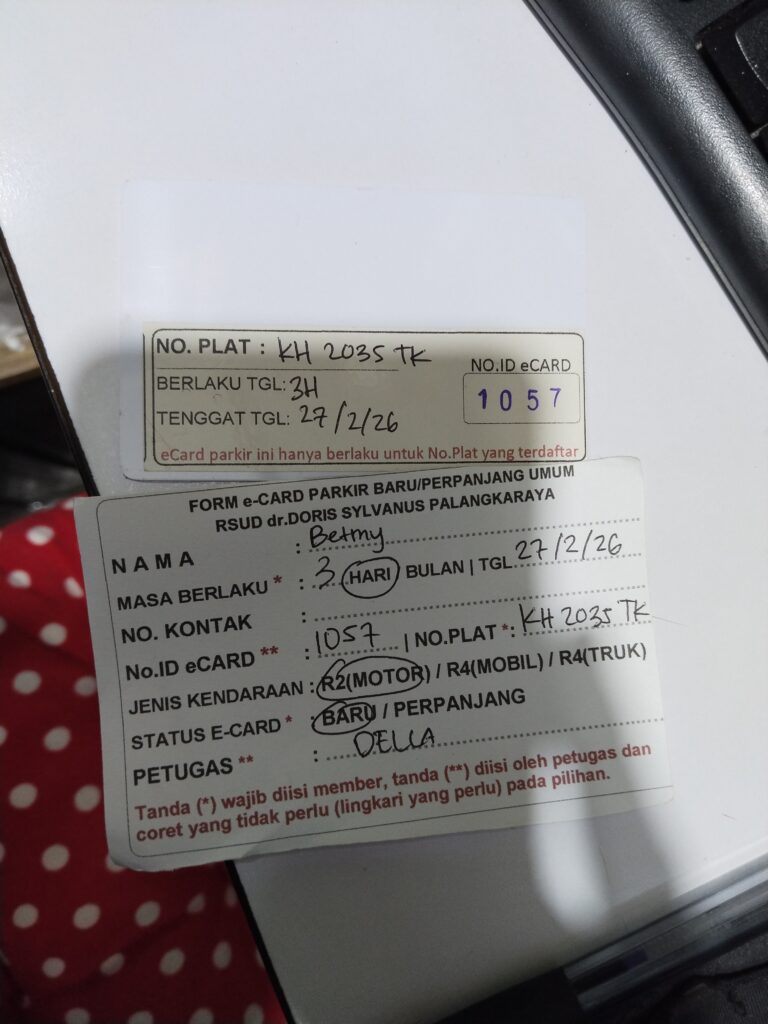 NO. PLAT : KH 2035 TK
NO.ID eCARD
BERLAKU TGL: 3H
1057
TENGGAT TGL: 27/2/26
eCard parkir ini hanya berlaku untuk No.Plat yang terdaftar
FORM e-CARD PARKIR BARU/PERPANJANG UMUM
RSUD dr.DORIS SYLVANUS PALANGKARAYA
NAMA : Betmy
MASA BERLAKU * : 3 HARI BULAN | TGL 27/2/26
NO. KONTAK :
No.ID eCARD ** : 1057 | NO.PLAT *: KH 2035 TK
JENIS KENDARAAN : R2(MOTOR) / R4(MOBIL) / R4(TRUK)
STATUS E-CARD * : BARU / PERPANJANG
PETUGAS ** : DELLA
Tanda (*) wajib diisi member, tanda (**) diisi oleh petugas dan
coret yang tidak perlu (lingkari yang perlu) pada pilihan.